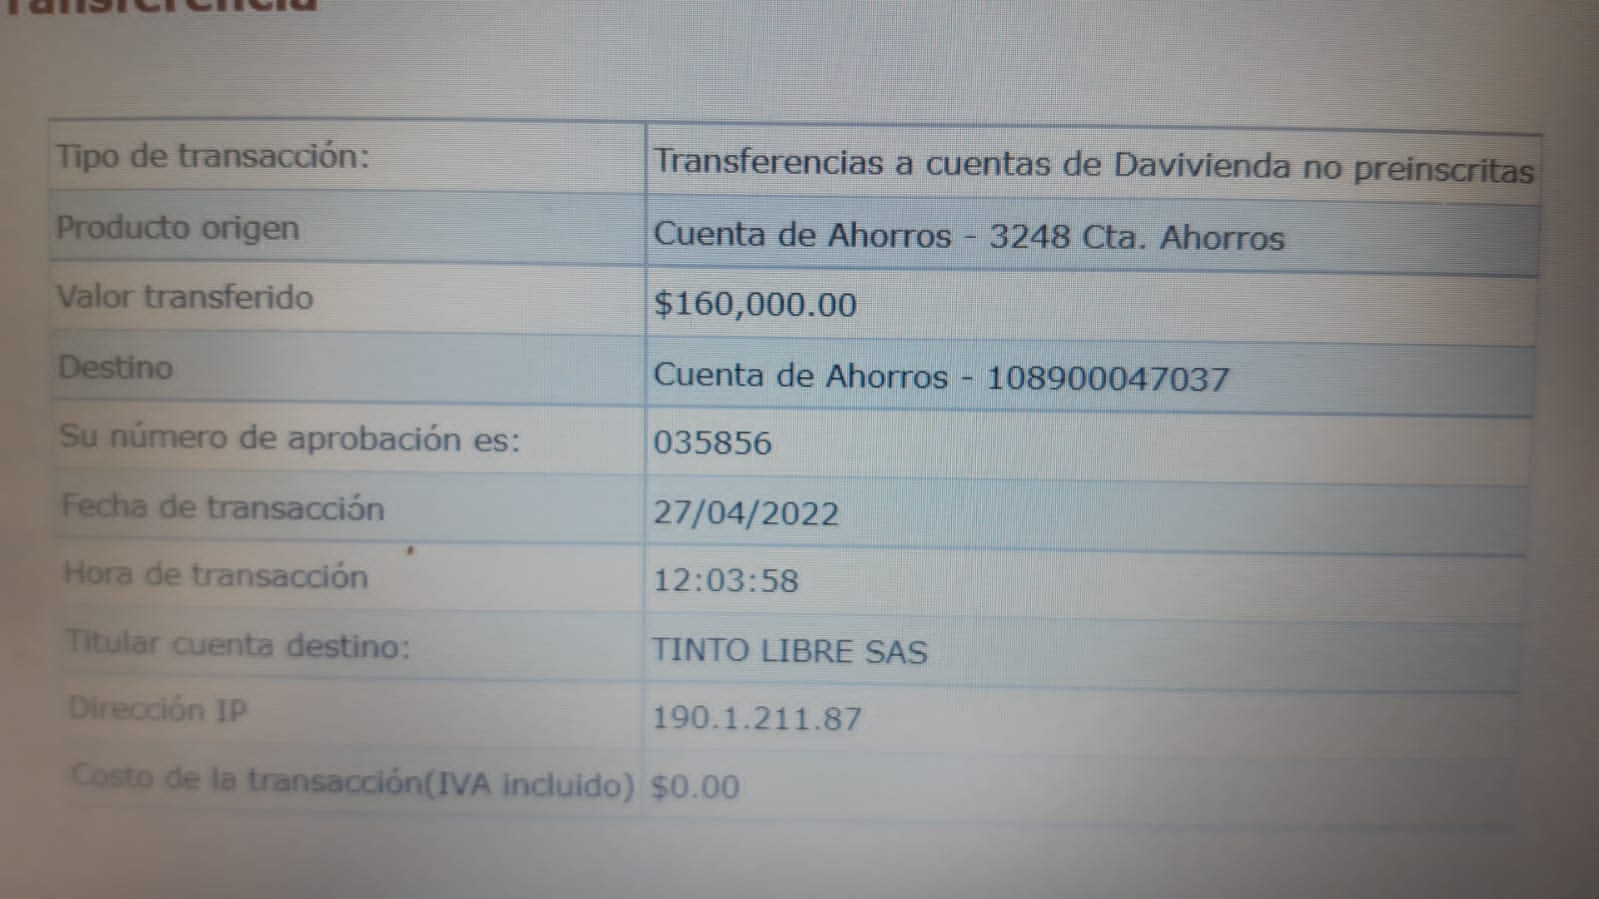 Transferencia
Tipo de transacción: Transferencias a cuentas de Davivienda no preinscritas
Producto origen Cuenta de Ahorros - 3248 Cta. Ahorros
Valor transferido $160,000.00
Destino Cuenta de Ahorros - 108900047037
Su número de aprobación es: 035856
Fecha de transacción 27/04/2022
Hora de transacción 12:03:58
Titular cuenta destino: TINTO LIBRE SAS
Dirección IP 190.1.211.87
Costo de la transacción(IVA incluido) $0.00